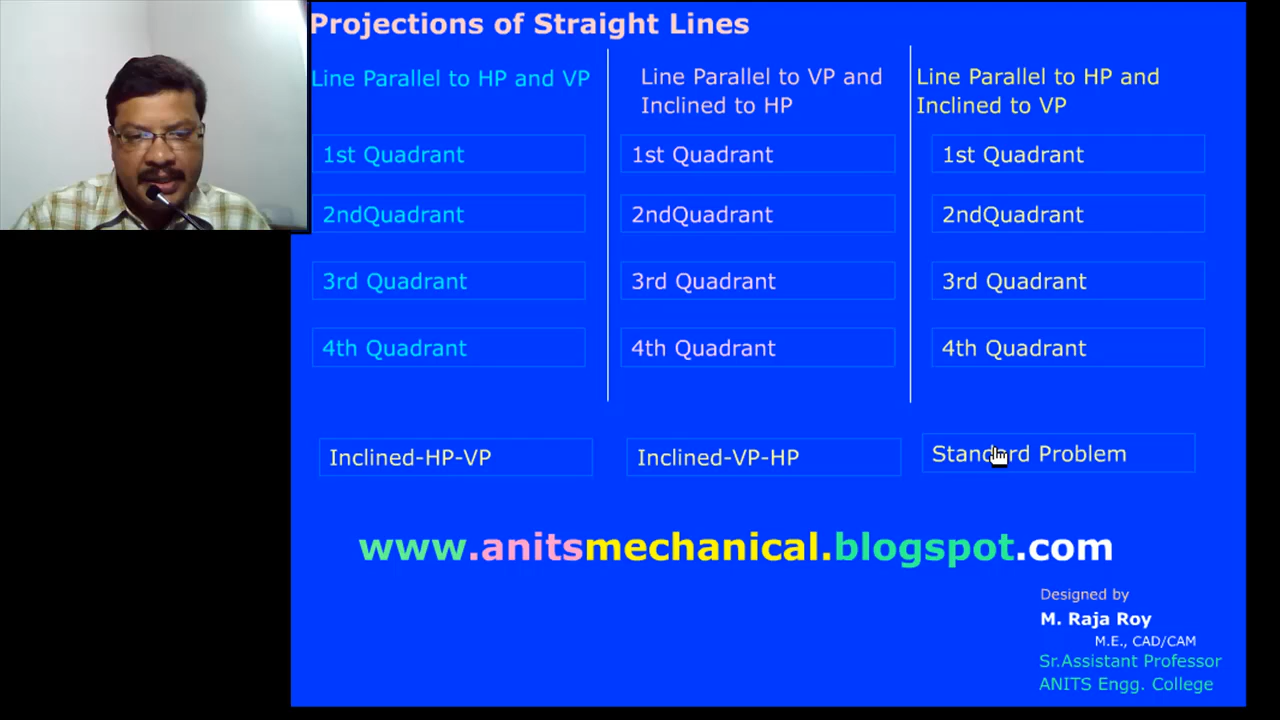 Projections of Straight Lines
Line Parallel to HP and VP
1st Quadrant
2ndQuadrant
3rd Quadrant
4th Quadrant
Line Parallel to VP and
Inclined to HP
1st Quadrant
2ndQuadrant
3rd Quadrant
4th Quadrant
Line Parallel to HP and
Inclined to VP
1st Quadrant
2ndQuadrant
3rd Quadrant
4th Quadrant
Inclined-HP-VP
Inclined-VP-HP
Standard Problem
www.anitsmechanical.blogspot.com
Designed by
M. Raja Roy
M.E., CAD/CAM
Sr.Assistant Professor
ANITS Engg. College